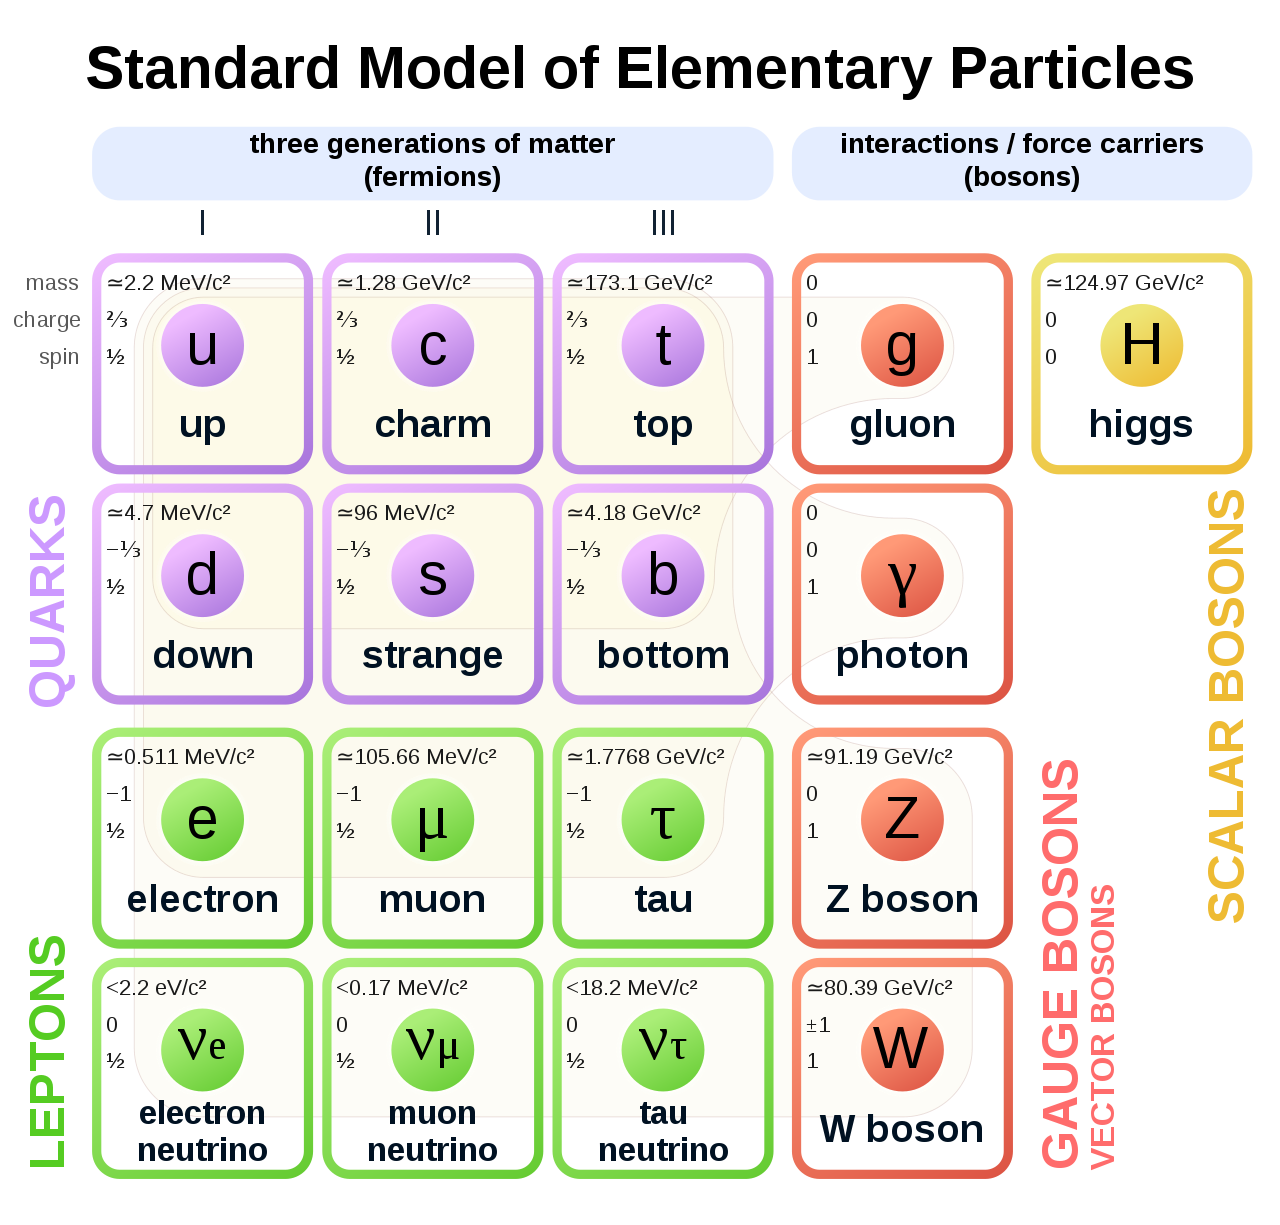 Standard Model of Elementary Particles
three generations of matter
(fermions)
interactions / force carriers
(bosons)
I
II
III
mass
charge
spin
≃2.2 MeV/c²
⅔
½
u
up
≃1.28 GeV/c²
⅔
½
c
charm
≃173.1 GeV/c²
⅔
½
t
top
0
0
1
g
gluon
≃124.97 GeV/c²
0
0
H
higgs
QUARKS
≃4.7 MeV/c²
−⅓
½
d
down
≃96 MeV/c²
−⅓
½
s
strange
≃4.18 GeV/c²
−⅓
½
b
bottom
0
0
1
γ
photon
SCALAR BOSONS
≃0.511 MeV/c²
−1
½
e
electron
≃105.66 MeV/c²
−1
½
μ
muon
≃1.7768 GeV/c²
−1
½
τ
tau
≃91.19 GeV/c²
0
1
Z
Z boson
GAUGE BOSONS
VECTOR BOSONS
LEPTONS
<2.2 eV/c²
0
½
νe
electron
neutrino
<0.17 MeV/c²
0
½
νμ
muon
neutrino
<18.2 MeV/c²
0
½
ντ
tau
neutrino
≃80.39 GeV/c²
±1
1
W
W boson